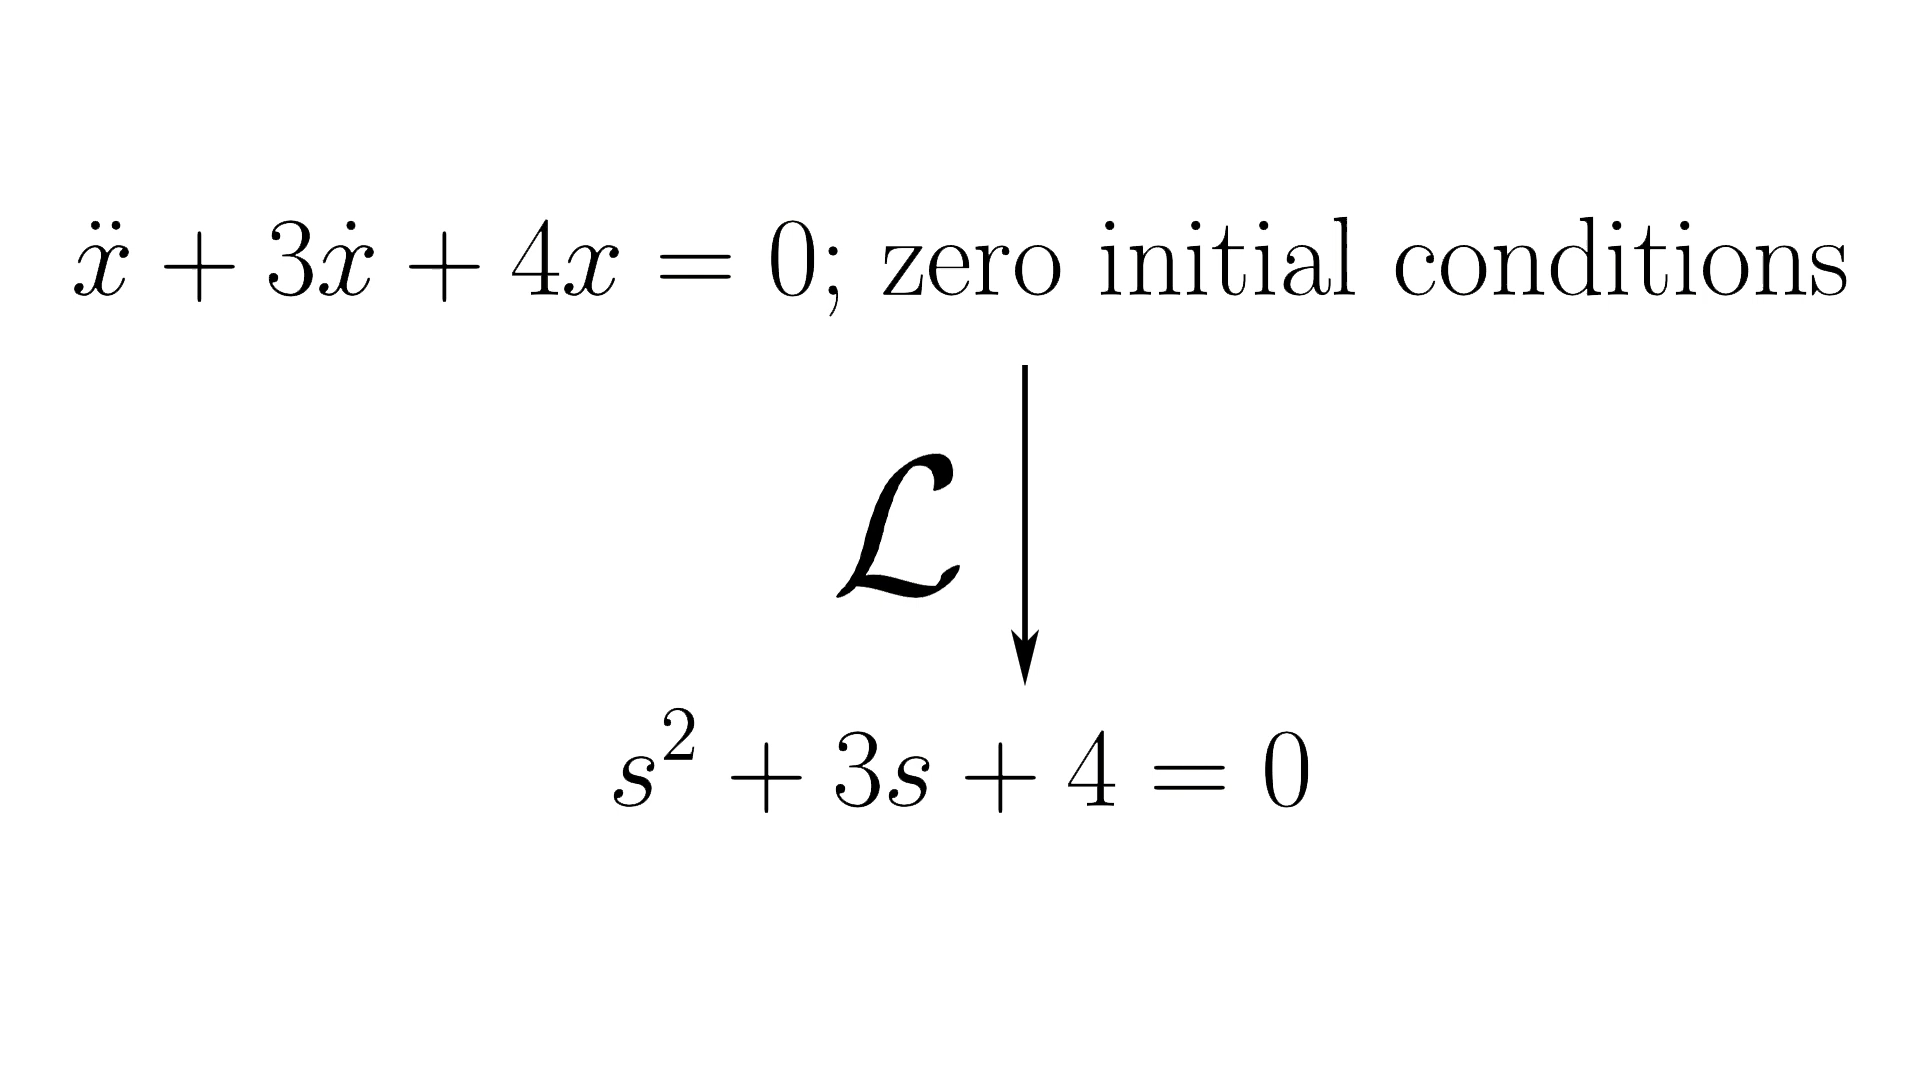 ẍ + 3ẋ + 4x = 0; zero initial conditions
ℒ
s² + 3s + 4 = 0